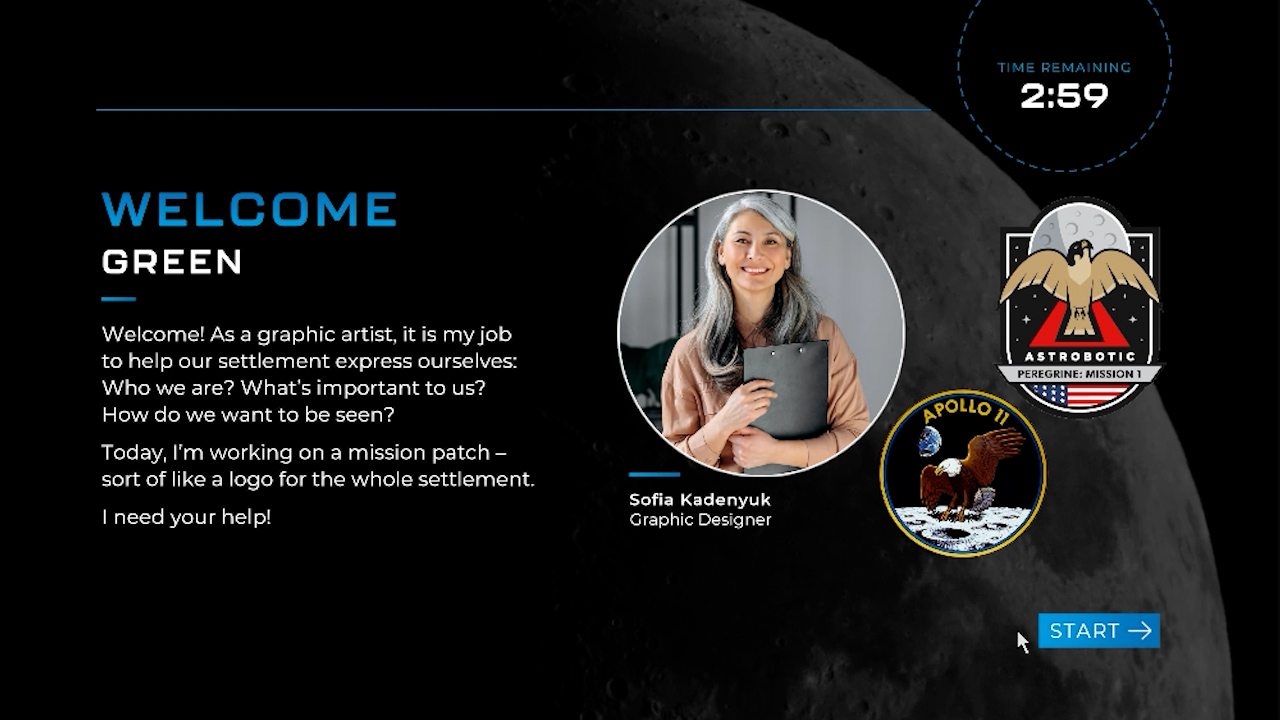 TIME REMAINING
2:59
WELCOME
GREEN
Welcome! As a graphic artist, it is my job
to help our settlement express ourselves:
Who we are? What's important to us?
How do we want to be seen?
Today, I'm working on a mission patch –
sort of like a logo for the whole settlement.
I need your help!
Sofia Kadenyuk
Graphic Designer
ASTROBOTIC
PEREGRINE: MISSION 1
APOLLO 11
START →